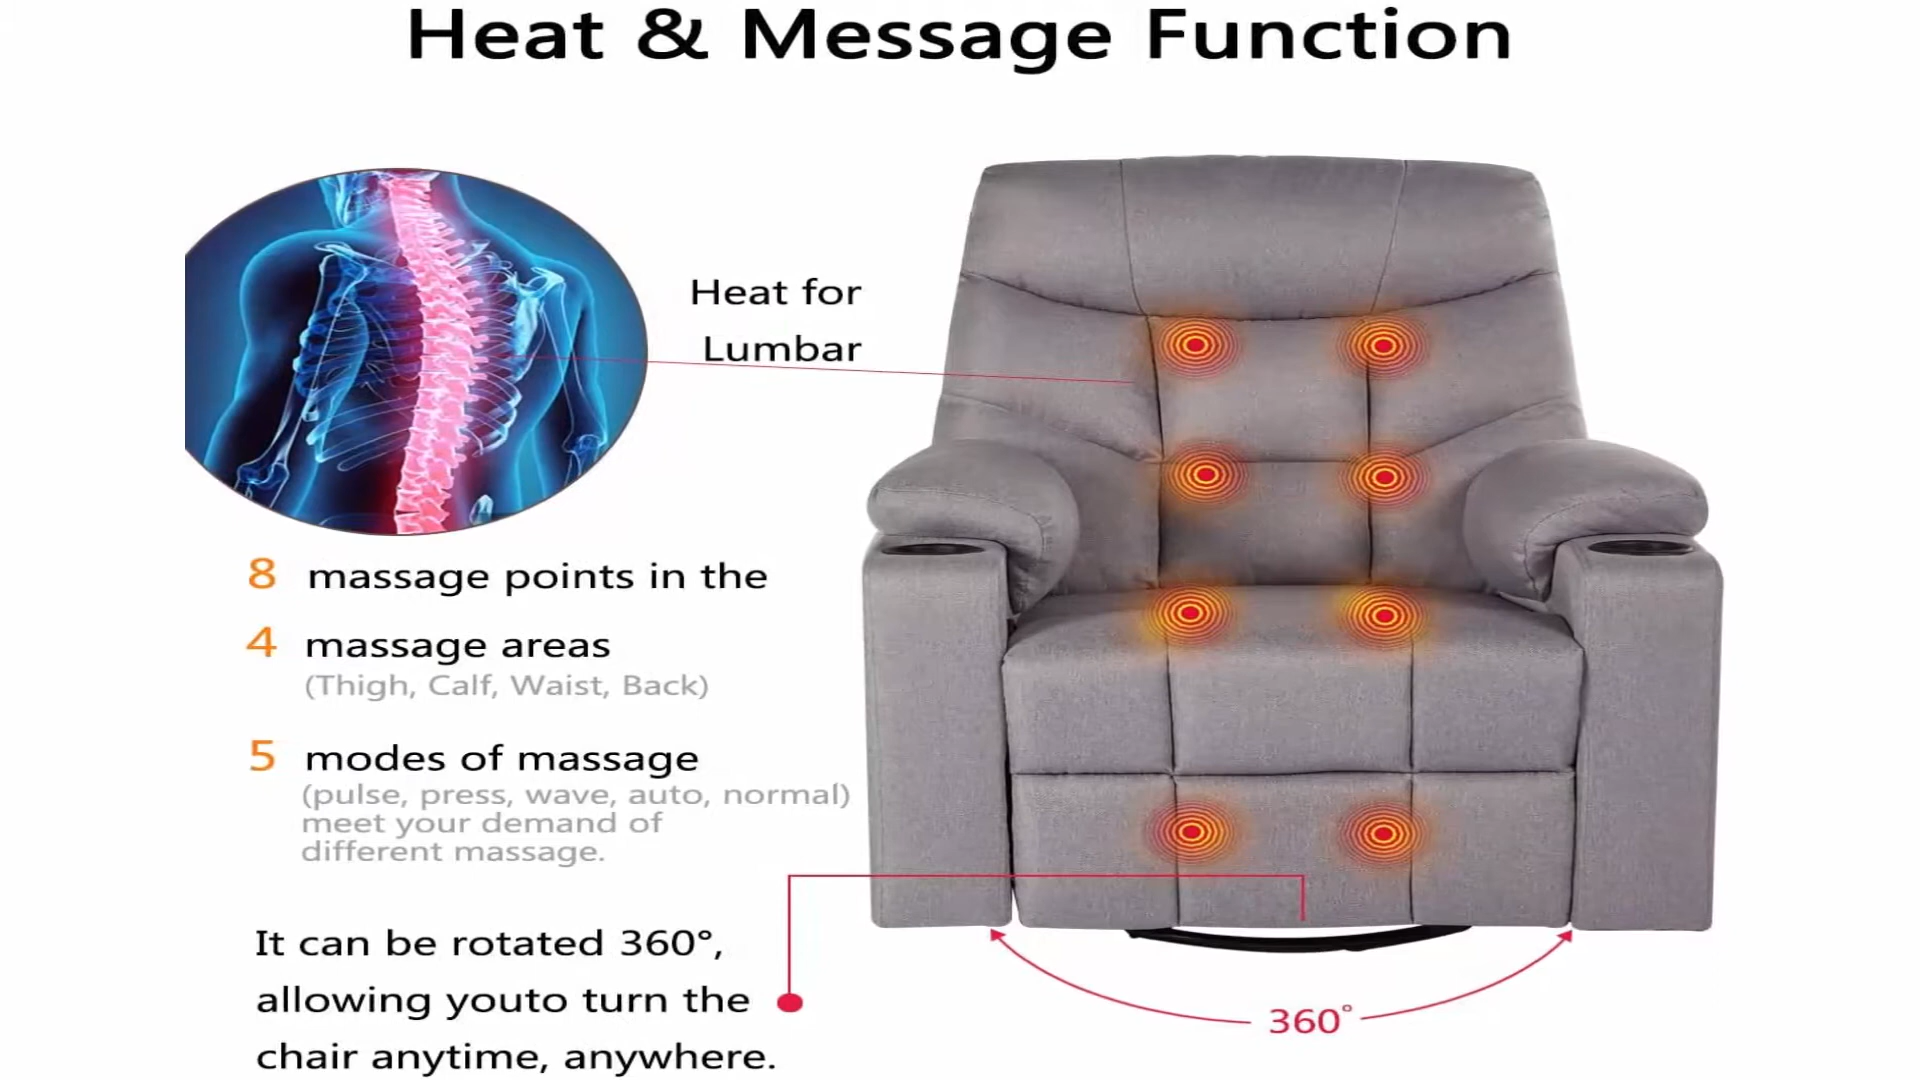 Heat & Message Function
Heat for
Lumbar
8 massage points in the
4 massage areas
(Thigh, Calf, Waist, Back)
5 modes of massage
(pulse, press, wave, auto, normal)
meet your demand of
different massage.
It can be rotated 360°,
allowing youto turn the
chair anytime, anywhere.
360°